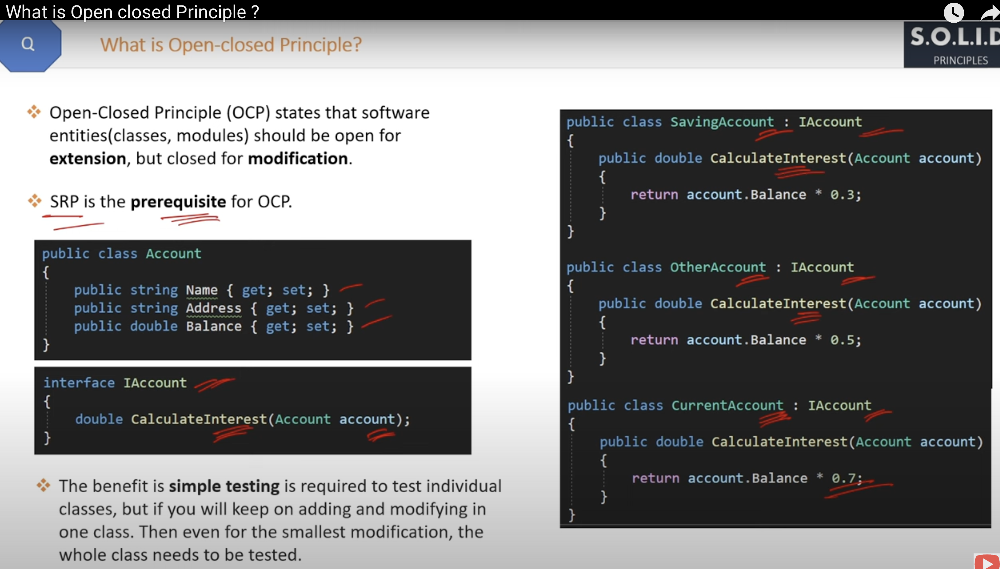 What is Open closed Principle ?
Q
What is Open-closed Principle?
S.O.L.I.D
PRINCIPLES
Open-Closed Principle (OCP) states that software
entities(classes, modules) should be open for
extension, but closed for modification.
SRP is the prerequisite for OCP.
public class Account
{
public string Name { get; set; }
public string Address { get; set; }
public double Balance { get; set; }
}
interface IAccount
{
double CalculateInterest(Account account);
}
The benefit is simple testing is required to test individual
classes, but if you will keep on adding and modifying in
one class. Then even for the smallest modification, the
whole class needs to be tested.
public class SavingAccount : IAccount
{
public double CalculateInterest(Account account)
{
return account.Balance * 0.3;
}
}
public class OtherAccount : IAccount
{
public double CalculateInterest(Account account)
{
return account.Balance * 0.5;
}
}
public class CurrentAccount : IAccount
{
public double CalculateInterest(Account account)
{
return account.Balance * 0.7;
}
}